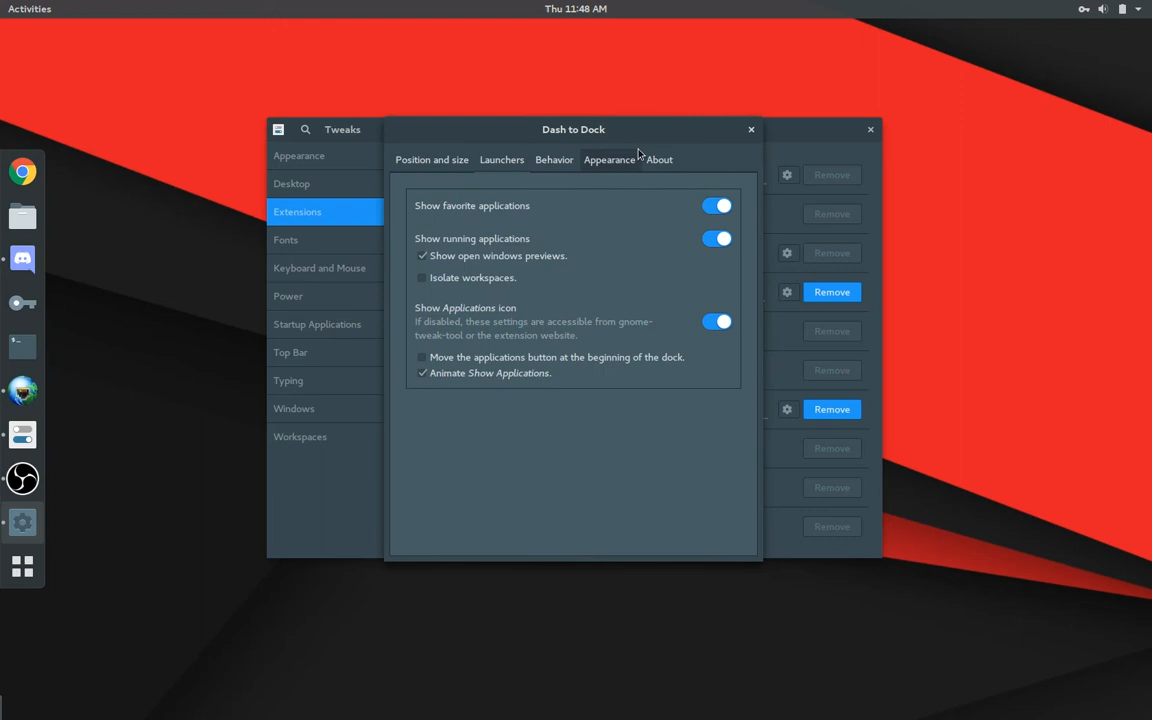 Activities
Thu 11:48 AM
Tweaks
Dash to Dock
Appearance
Desktop
Extensions
Fonts
Keyboard and Mouse
Power
Startup Applications
Top Bar
Typing
Windows
Workspaces
Position and size Launchers Behavior Appearance About
Show favorite applications
Show running applications
Show open windows previews.
Isolate workspaces.
Show Applications icon
If disabled, these settings are accessible from gnome-
tweak-tool or the extension website.
Move the applications button at the beginning of the dock.
Animate Show Applications.
Remove
Remove
Remove
Remove
Remove
Remove
Remove
Remove
Remove
Remove